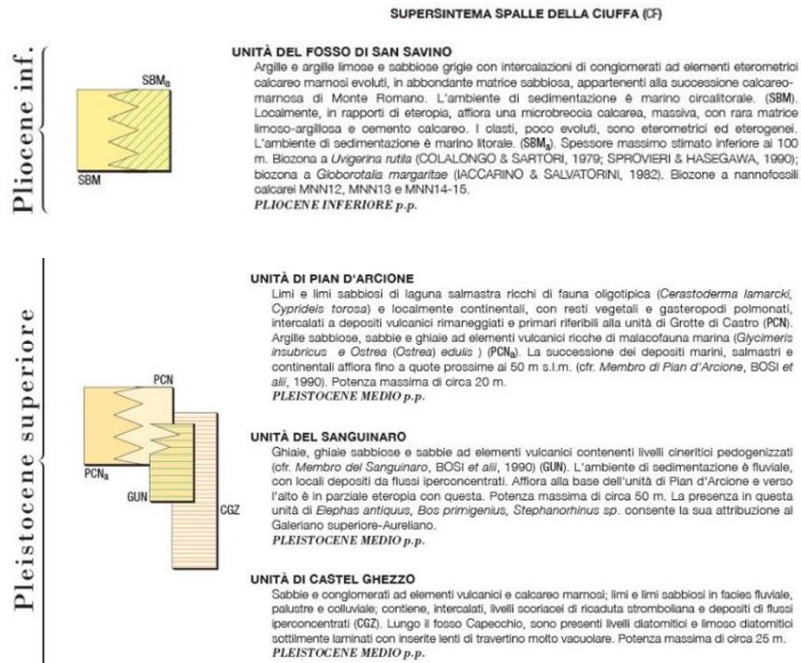 SUPERSINTEMA SPALLE DELLA CIUFFA (CF)
Pliocene inf.
SBMa
SBM
UNITÀ DEL FOSSO DI SAN SAVINO
Argille e argille limose e sabbiose grigie con intercalazioni di conglomerati ad elementi eterometrici
calcareo marnosi evoluti, in abbondante matrice sabbiosa, appartenenti alla successione calcareo-
marnosa di Monte Romano. L'ambiente di sedimentazione è marino circalitorale. (SBM).
Localmente, in rapporti di eteropia, affiora una microbreccia calcarea, massiva, con rara matrice
limoso-argillosa e cemento calcareo. I clasti, poco evoluti, sono eterometrici ed eterogenei.
L'ambiente di sedimentazione è marino litorale. (SBMa). Spessore massimo stimato inferiore ai 100
m. Biozona a Uvigerina rutila (COLALONGO & SARTORI, 1979; SPROVIERI & HASEGAWA, 1990);
biozona a Globorotalia margaritae (IACCARINO & SALVATORINI, 1982). Biozone a nannofossili
calcarei MNN12, MNN13 e MNN14-15.
PLIOCENE INFERIORE p.p.
Pleistocene superiore
PCN
PCNa
GUN
CGZ
UNITÀ DI PIAN D'ARCIONE
Limi e limi sabbiosi di laguna salmastra ricchi di fauna oligotipica (Cerastoderma lamarcki,
Cyprideis torosa) e localmente continentali, con resti vegetali e gasteropodi polmonati,
intercalati a depositi vulcanici rimaneggiati e primari riferibili alla unità di Grotte di Castro (PCN).
Argille sabbiose, sabbie e ghiaie ad elementi vulcanici ricche di malacofauna marina (Glycimeris
insubricus e Ostrea (Ostrea) edulis ) (PCNa). La successione dei depositi marini, salmastri e
continentali affiora fino a quote prossime ai 50 m s.l.m. (cfr. Membro di Pian d'Arcione, BOSI et
alii, 1990). Potenza massima di circa 20 m.
PLEISTOCENE MEDIO p.p.
UNITÀ DEL SANGUINARO
Ghiaie, ghiaie sabbiose e sabbie ad elementi vulcanici contenenti livelli cineritici pedogenizzati
(cfr. Membro del Sanguinaro, BOSI et alii, 1990) (GUN). L'ambiente di sedimentazione è fluviale,
con locali depositi da flussi iperconcentrati. Affiora alla base dell'unità di Pian d'Arcione e verso
l'alto è in parziale eteropia con questa. Potenza massima di circa 50 m. La presenza in questa
unità di Elephas antiquus, Bos primigenius, Stephanorhinus sp. consente la sua attribuzione al
Galeriano superiore-Aureliano.
PLEISTOCENE MEDIO p.p.
UNITÀ DI CASTEL GHEZZO
Sabbie e conglomerati ad elementi vulcanici e calcareo marnosi; limi e limi sabbiosi in facies fluviale,
palustre e colluviale; contiene, intercalati, livelli scoriacei di ricaduta stromboliana e depositi di flussi
iperconcentrati (CGZ). Lungo il fosso Capecchio, sono presenti livelli diatomitici e limoso diatomitici
sottilmente laminati con inserite lenti di travertino molto vacuolare. Potenza massima di circa 25 m.
PLEISTOCENE MEDIO p.p.